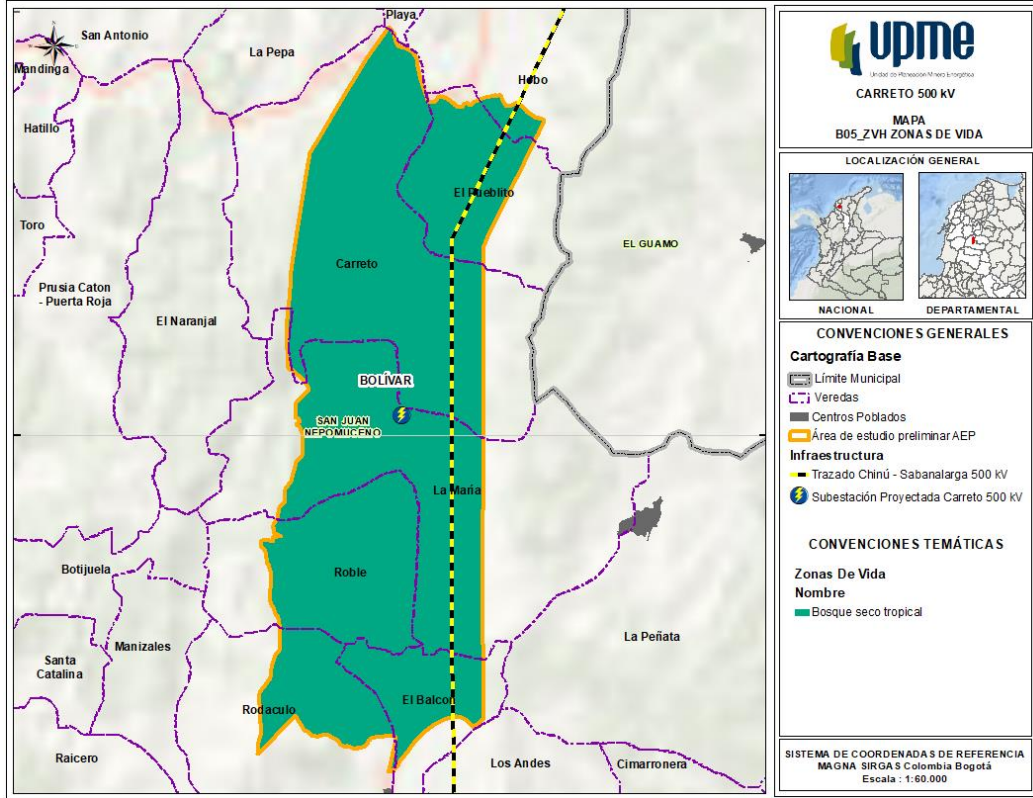 Playa
San Antonio
La Pepa
Mandinga
Hobo
Hatillo
El Pueblito
Toro
EL GUAMO
Carreto
Prusia Caton
- Puerta Roja
El Naranjal
BOLÍVAR
SAN JUAN
NEPOMUCENO
La Maria
Botijuela
Roble
La Peñata
Manizales
Santa
Catalina
El Balcon
Rodaculo
Raicero
Los Andes
Cimarronera
upme
Unidad de Planeación Minero Energética
CARRETO 500 kV
MAPA
B05_ZVH ZONAS DE VIDA
LOCALIZACIÓN GENERAL
NACIONAL
DEPARTAMENTAL
CONVENCIONES GENERALES
Cartografía Base
Límite Municipal
Veredas
Centros Poblados
Área de estudio preliminar AEP
Infraestructura
Trazado Chinú - Sabanalarga 500 kV
Subestación Proyectada Carreto 500 kV
CONVENCIONES TEMÁTICAS
Zonas De Vida
Nombre
Bosque seco tropical
SISTEMA DE COORDENADAS DE REFERENCIA
MAGNA SIRGAS Colombia Bogotá
Escala : 1:60.000